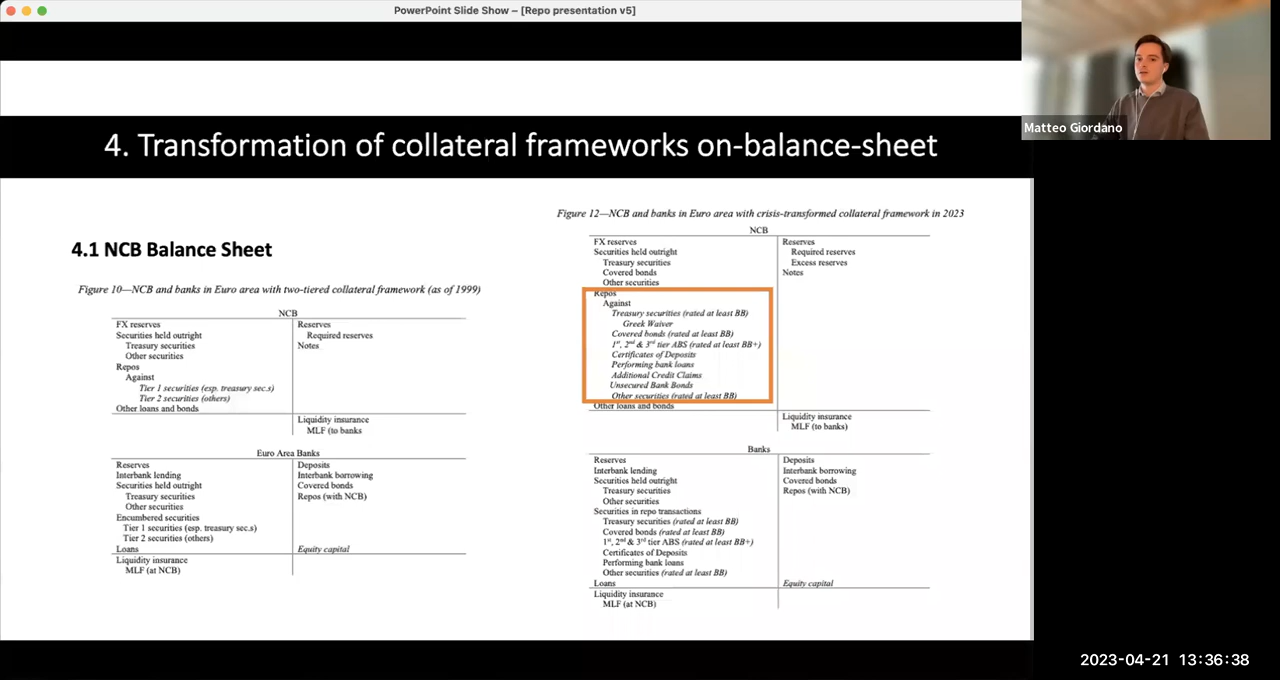 PowerPoint Slide Show – [Repo presentation v5]
Matteo Giordano
4. Transformation of collateral frameworks on-balance-sheet
4.1 NCB Balance Sheet
Figure 10—NCB and banks in Euro area with two-tiered collateral framework (as of 1999)
NCB
FX reserves
Securities held outright
Treasury securities
Other securities
Repos
Against
Tier 1 securities (esp. treasury sec.s)
Tier 2 securities (others)
Other loans and bonds
Reserves
Required reserves
Notes
Liquidity insurance
MLF (to banks
Euro Area Banks
Reserves
Interbank lending
Securities held outright
Treasury securities
Other securities
Encumbered securities
Tier 1 securities (esp. treasury sec.s)
Tier 2 securities (others)
Loans
Liquidity insurance
MLF (at NCB)
Deposits
Interbank borrowing
Covered bonds
Repos (with NCB)
Equity capital
Figure 12—NCB and banks in Euro area with crisis-transformed collateral framework in 2023
NCB
FX reserves
Securities held outright
Treasury securities
Covered bonds
Other securities
Repos
Against
Treasury securities (rated at least BB)
Greek Waiver
Covered bonds (rated at least BB)
1st, 2nd & 3rd tier ABS (rated at least BB+)
Certificates of Deposits
Performing bank loans
Additional Credit Claims
Unsecured Bank Bonds
Other securities (rated at least BB)
Other loans and bonds
Reserves
Required reserves
Excess reserves
Notes
Liquidity insurance
MLF (to banks)
Banks
Reserves
Interbank lending
Securities held outright
Treasury securities
Other securities
Securities in repo transactions
Treasury securities (rated at least BB)
Covered bonds (rated at least BB)
1st, 2nd & 3rd tier ABS (rated at least BB+)
Certificates of Deposits
Performing bank loans
Other securities (rated at least BB)
Loans
Liquidity insurance
MLF (at NCB)
Deposits
Interbank borrowing
Covered bonds
Repos (with NCB)
Equity capital
2023-04-21 13:36:38